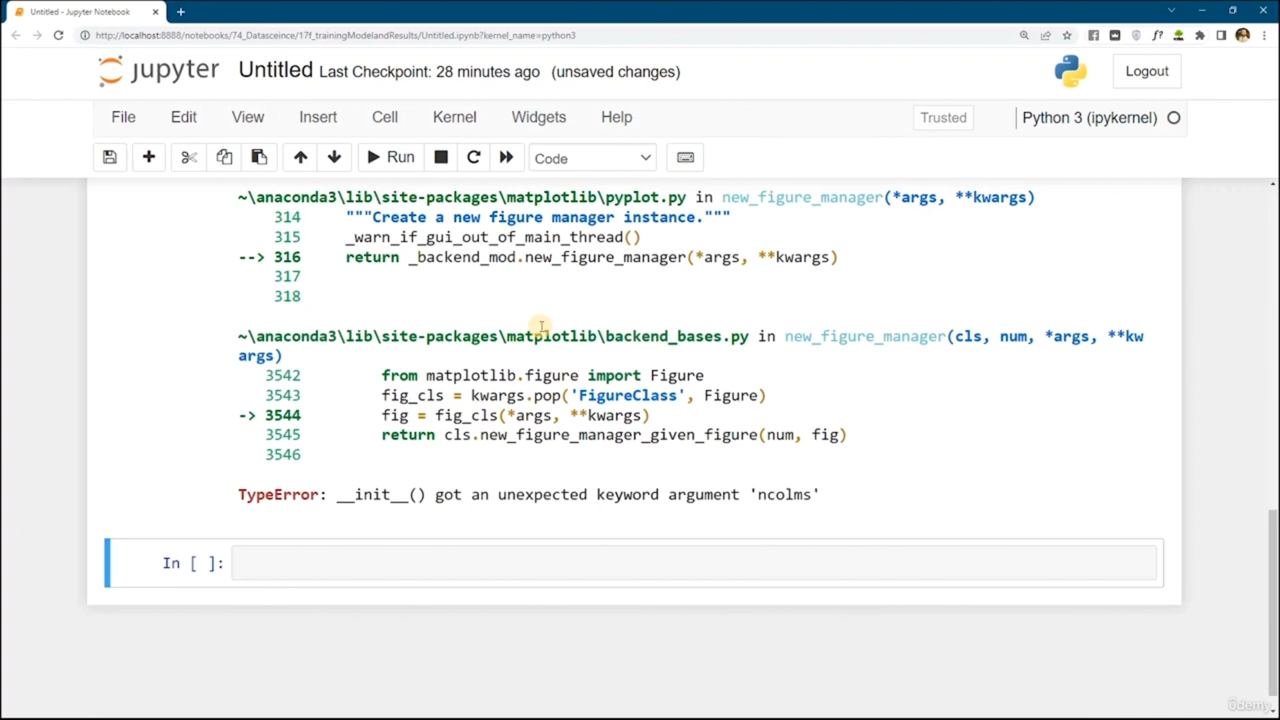 Untitled - Jupyter Notebook
http://localhost:8888/notebooks/74_Datasceince/17f_trainingModelandResults/Untitled.ipynb?kernel_name=python3
jupyter Untitled Last Checkpoint: 28 minutes ago (unsaved changes) Logout
File Edit View Insert Cell Kernel Widgets Help Trusted Python 3 (ipykernel)
Run Code
~\anaconda3\lib\site-packages\matplotlib\pyplot.py in new_figure_manager(*args, **kwargs)
314 """Create a new figure manager instance."""
315 _warn_if_gui_out_of_main_thread()
--> 316 return _backend_mod.new_figure_manager(*args, **kwargs)
317
318
~\anaconda3\lib\site-packages\matplotlib\backend_bases.py in new_figure_manager(cls, num, *args, **kw
args)
3542 from matplotlib.figure import Figure
3543 fig_cls = kwargs.pop('FigureClass', Figure)
-> 3544 fig = fig_cls(*args, **kwargs)
3545 return cls.new_figure_manager_given_figure(num, fig)
3546
TypeError: __init__() got an unexpected keyword argument 'ncolms'
In [ ]:
ûdemy